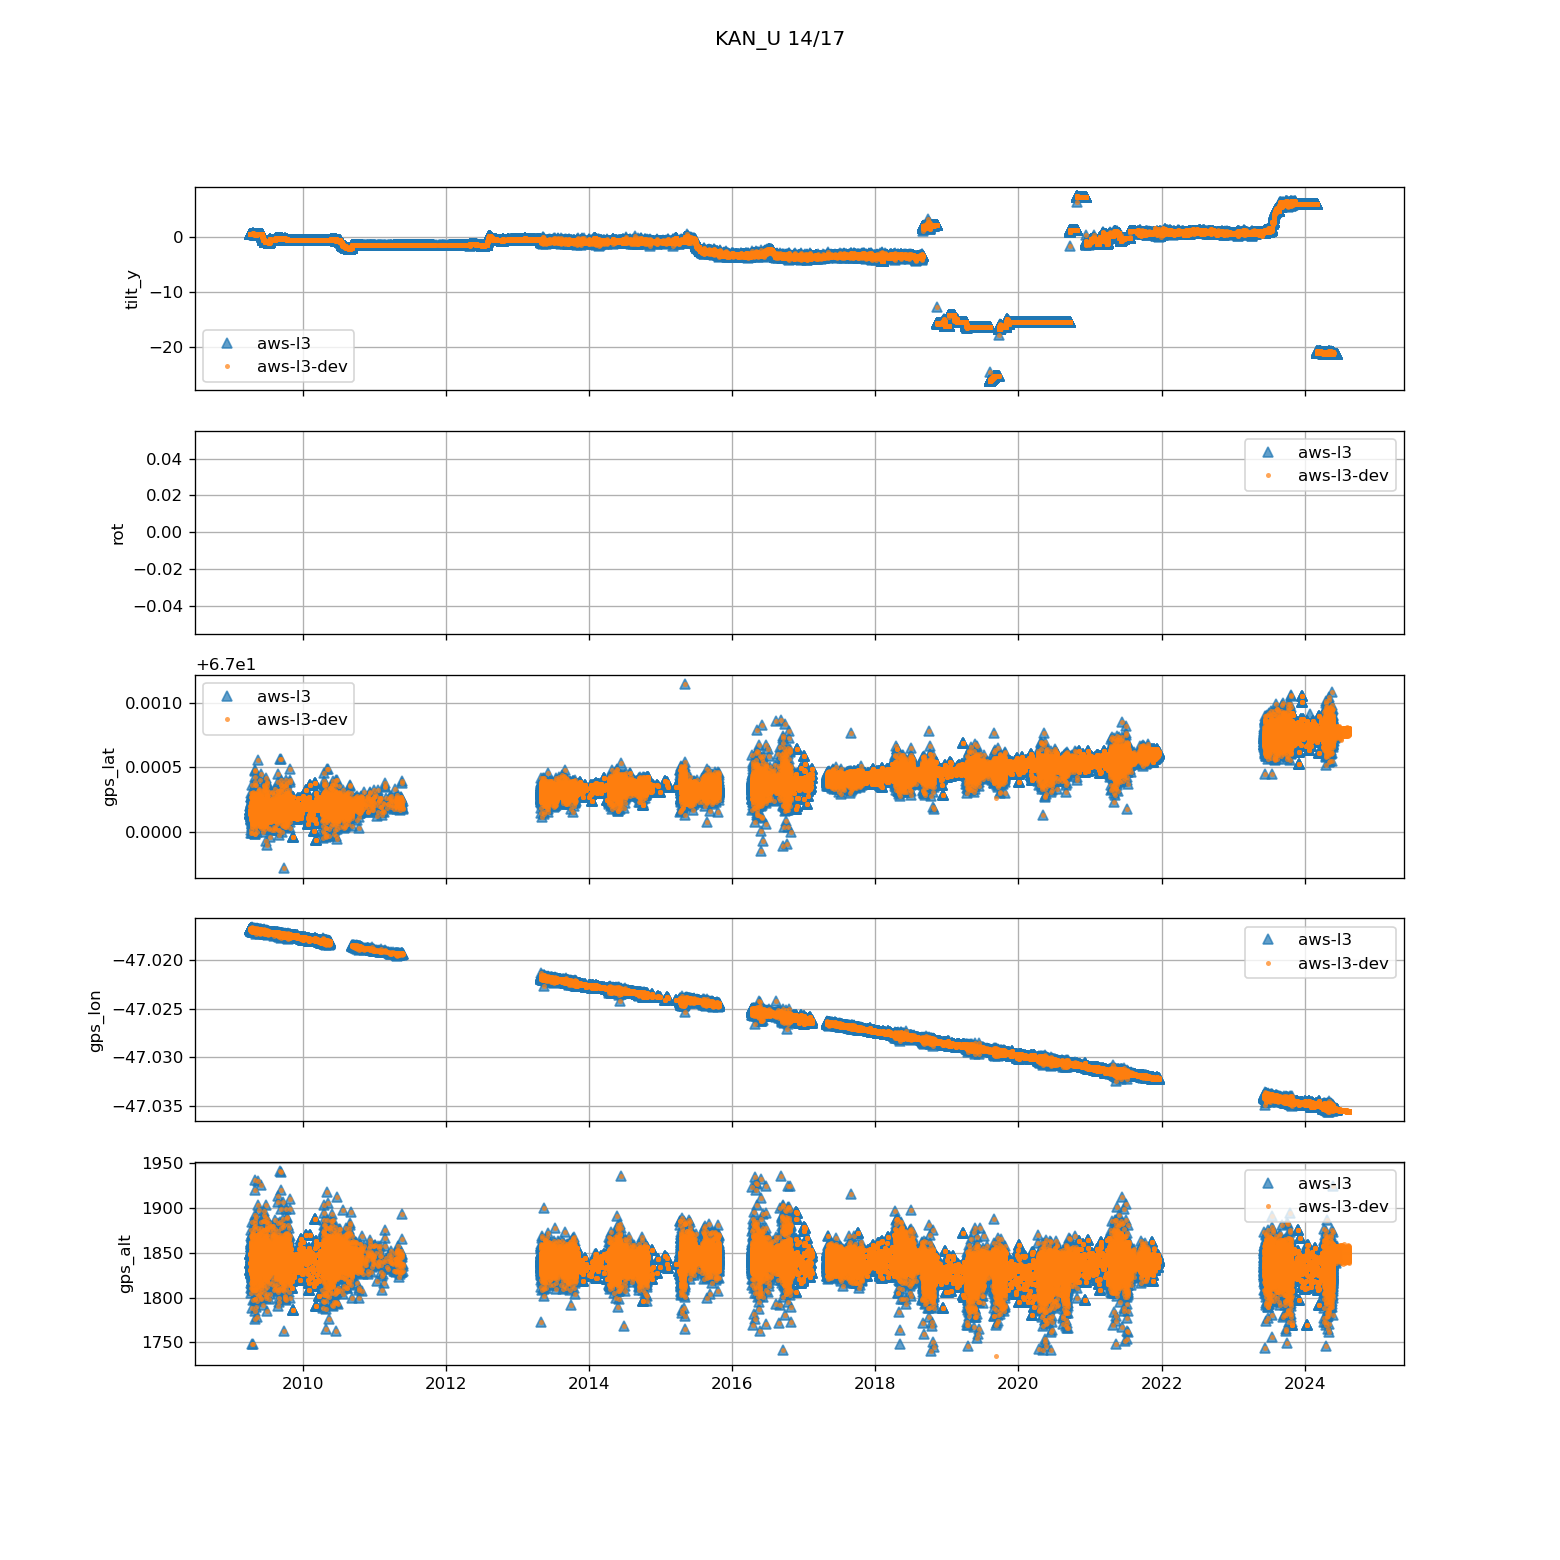 KAN_U 14/17
0
−10
−20
tilt_y
aws-l3
aws-l3-dev
0.04
0.02
0.00
−0.02
−0.04
rot
aws-l3
aws-l3-dev
+6.7e1
0.0010
0.0005
0.0000
gps_lat
aws-l3
aws-l3-dev
−47.020
−47.025
−47.030
−47.035
gps_lon
aws-l3
aws-l3-dev
1950
1900
1850
1800
1750
gps_alt
aws-l3
aws-l3-dev
2010 2012 2014 2016 2018 2020 2022 2024